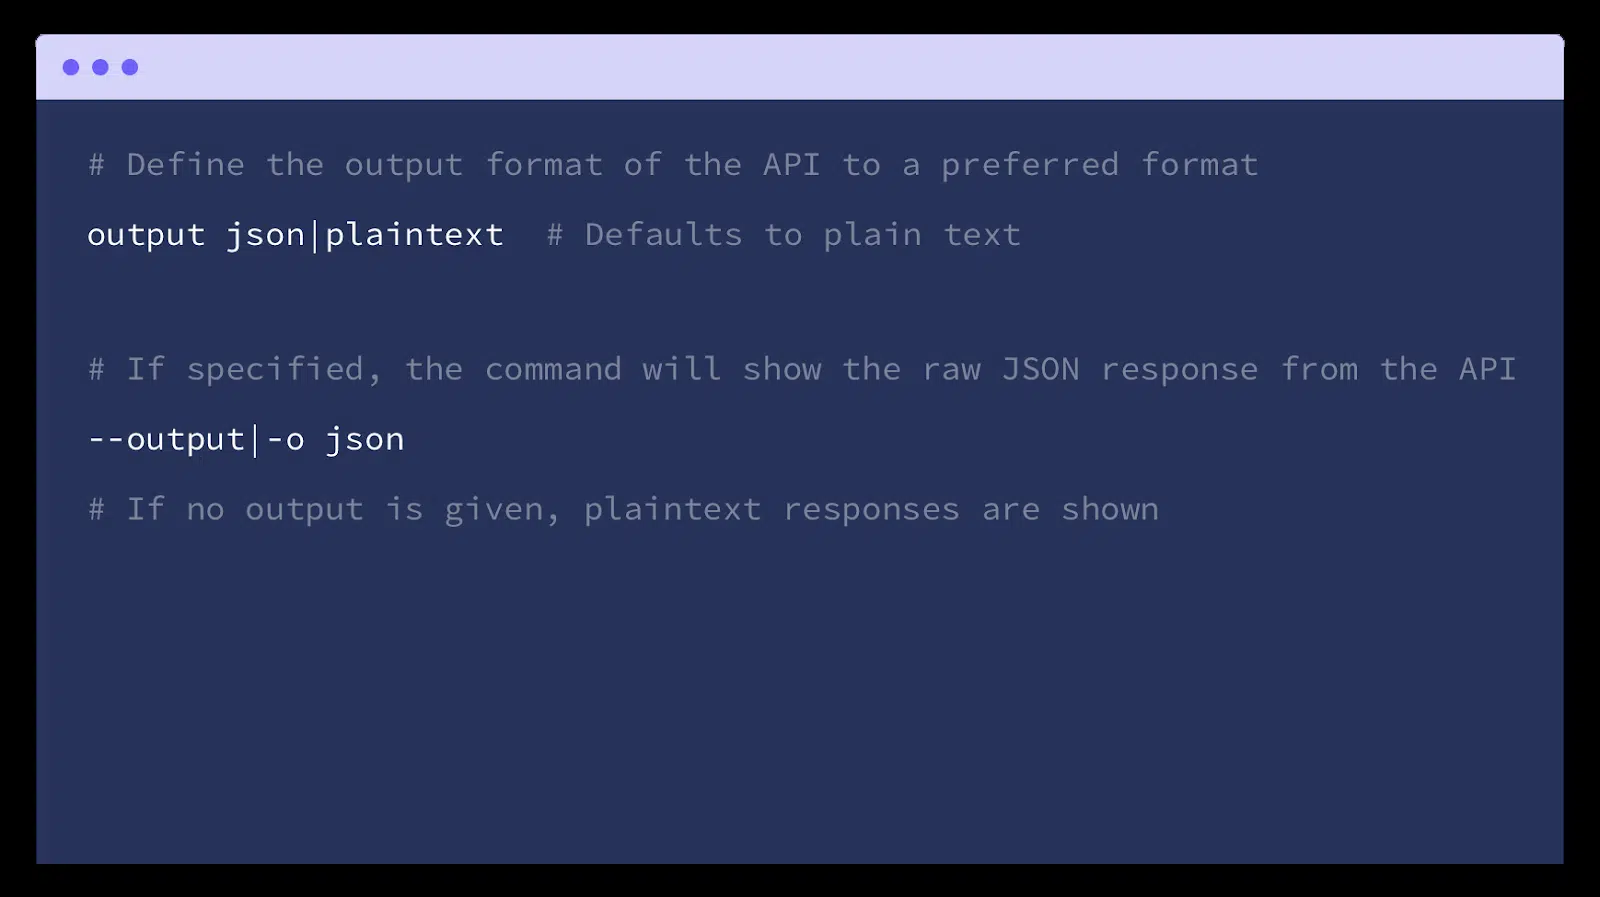 # Define the output format of the API to a preferred format
output json|plaintext  # Defaults to plain text
# If specified, the command will show the raw JSON response from the API
--output|-o json
# If no output is given, plaintext responses are shown